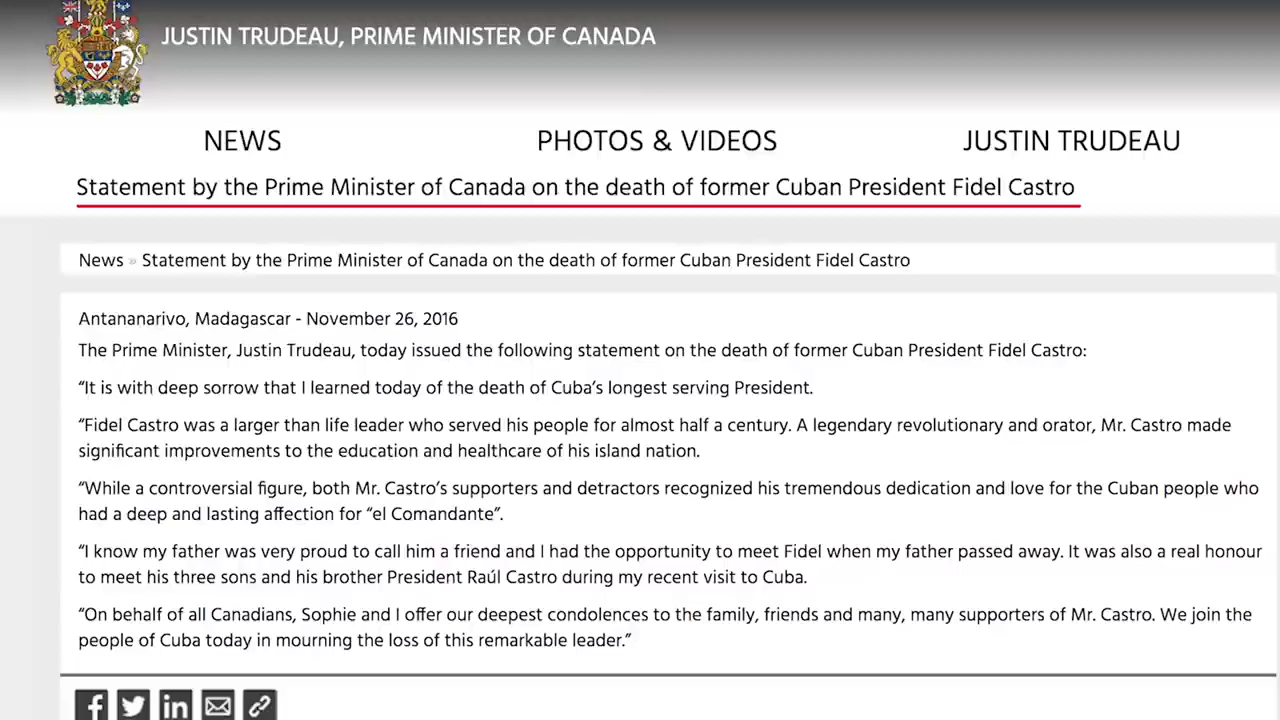 JUSTIN TRUDEAU, PRIME MINISTER OF CANADA
NEWS
PHOTOS & VIDEOS
JUSTIN TRUDEAU
Statement by the Prime Minister of Canada on the death of former Cuban President Fidel Castro
News » Statement by the Prime Minister of Canada on the death of former Cuban President Fidel Castro
Antananarivo, Madagascar - November 26, 2016
The Prime Minister, Justin Trudeau, today issued the following statement on the death of former Cuban President Fidel Castro:
“It is with deep sorrow that I learned today of the death of Cuba’s longest serving President.
“Fidel Castro was a larger than life leader who served his people for almost half a century. A legendary revolutionary and orator, Mr. Castro made
significant improvements to the education and healthcare of his island nation.
“While a controversial figure, both Mr. Castro’s supporters and detractors recognized his tremendous dedication and love for the Cuban people who
had a deep and lasting affection for “el Comandante”.
“I know my father was very proud to call him a friend and I had the opportunity to meet Fidel when my father passed away. It was also a real honour
to meet his three sons and his brother President Raúl Castro during my recent visit to Cuba.
“On behalf of all Canadians, Sophie and I offer our deepest condolences to the family, friends and many, many supporters of Mr. Castro. We join the
people of Cuba today in mourning the loss of this remarkable leader.”